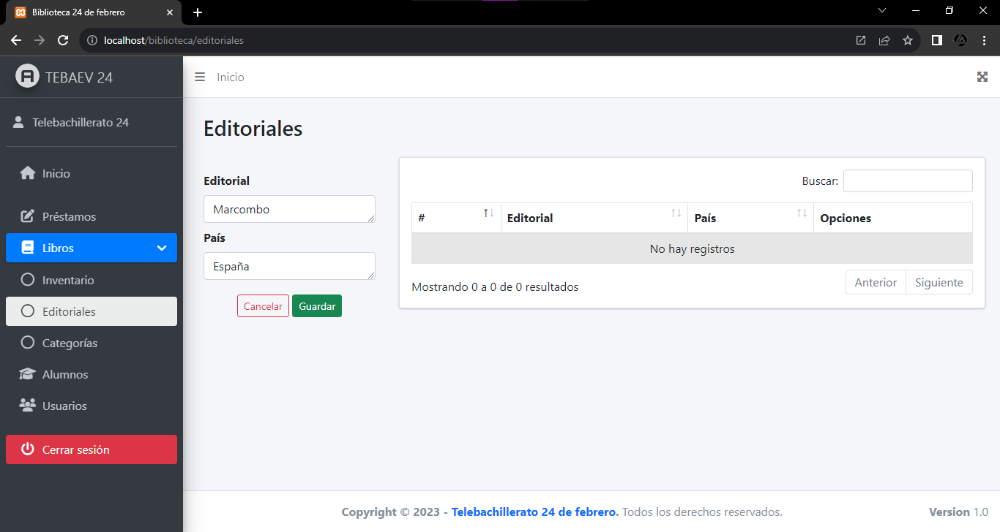 Biblioteca 24 de febrero
localhost/biblioteca/editoriales
TEBAEV 24
Inicio
Telebachillerato 24
Inicio
Préstamos
Libros
Inventario
Editoriales
Categorías
Alumnos
Usuarios
Cerrar sesión
Editoriales
Editorial
Marcombo
País
España
Cancelar Guardar
Buscar:
# Editorial País Opciones
No hay registros
Mostrando 0 a 0 de 0 resultados
Anterior Siguiente
Copyright © 2023 - Telebachillerato 24 de febrero. Todos los derechos reservados.
Version 1.0